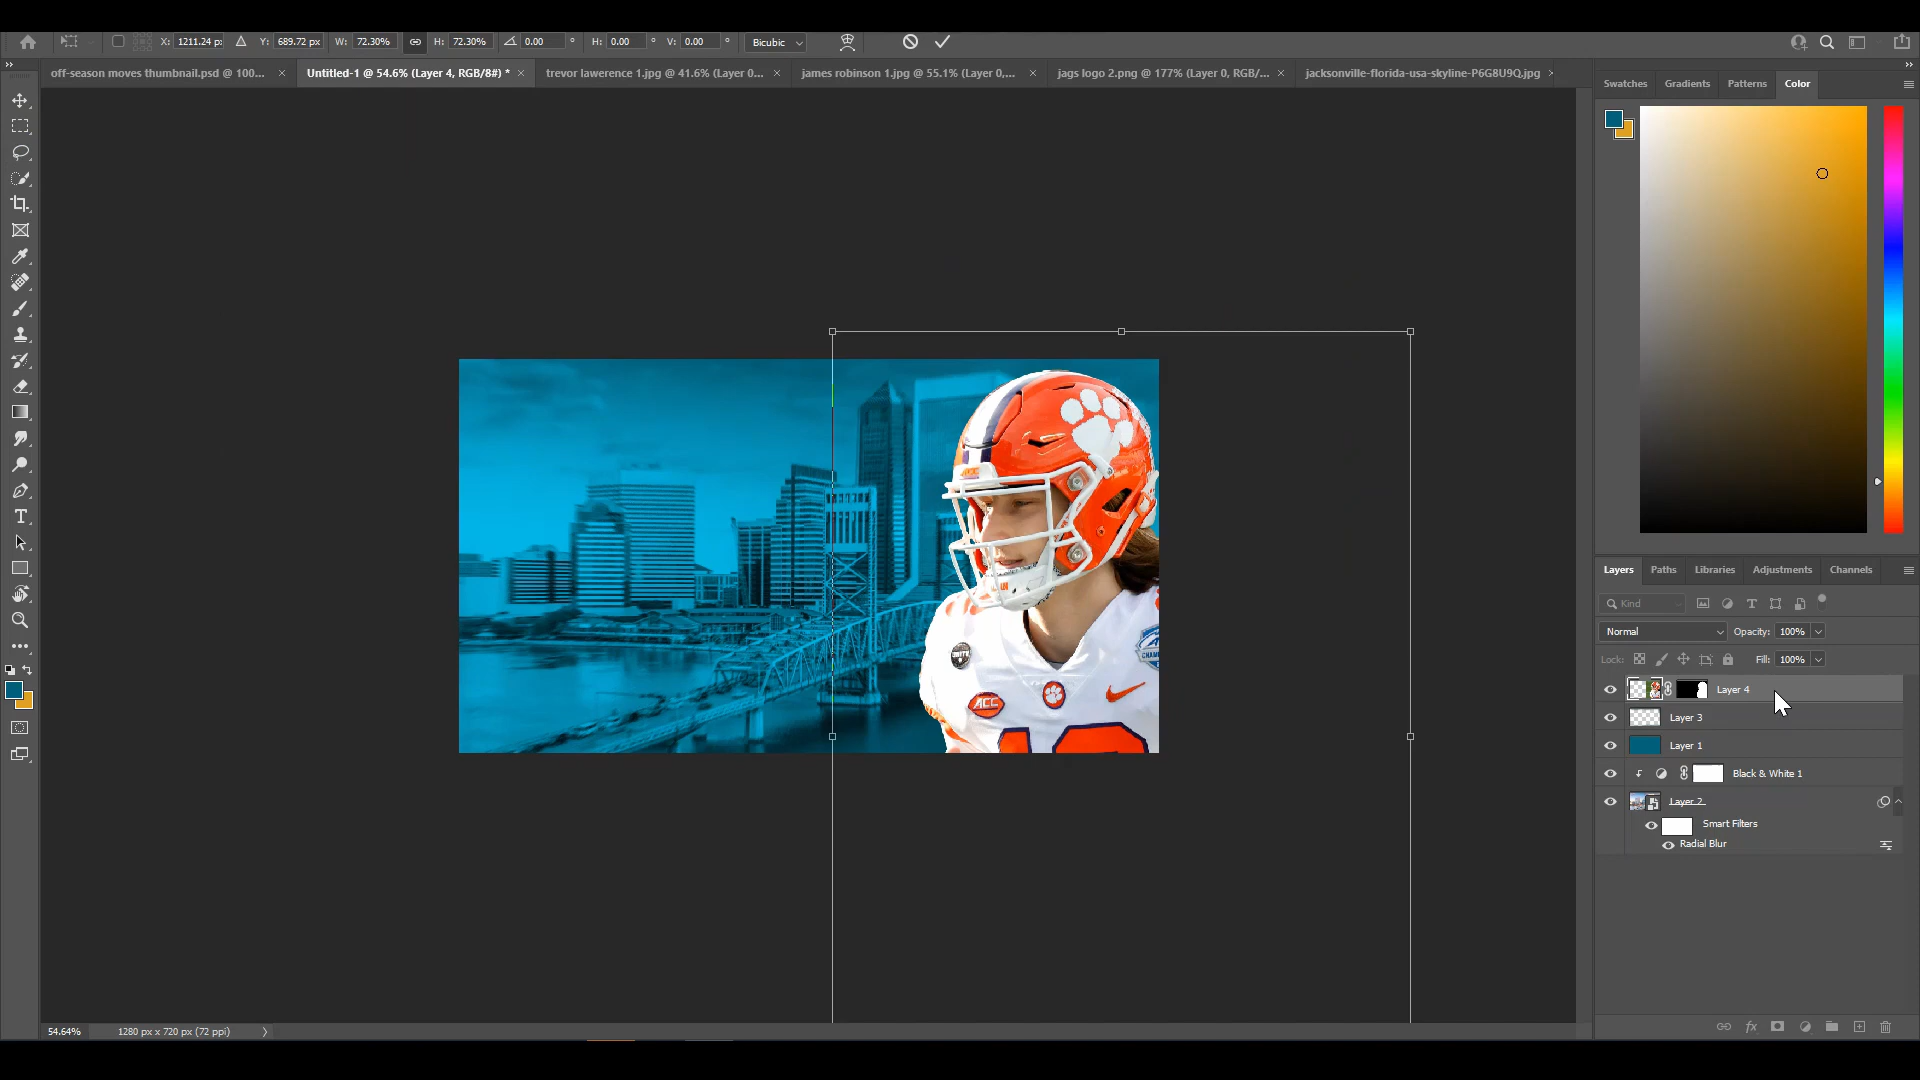 X: 1211.24 p: Y: 689.72 px W: 72.30% H: 72.30% 0.00 ° H: 0.00 ° V: 0.00 ° Bicubic
off-season moves thumbnail.psd @ 100... × Untitled-1 @ 54.6% (Layer 4, RGB/8#) * × trevor lawerence 1.jpg @ 41.6% (Layer 0... × james robinson 1.jpg @ 55.1% (Layer 0,... × jags logo 2.png @ 177% (Layer 0, RGB/... × jacksonville-florida-usa-skyline-P6G8U9Q.jpg
Swatches Gradients Patterns Color
ACC
Layers Paths Libraries Adjustments Channels
Kind
Normal Opacity: 100%
Lock: Fill: 100%
Layer 4
Layer 3
Layer 1
Black & White 1
Layer 2
Smart Filters
Radial Blur
54.64% 1280 px x 720 px (72 ppi)